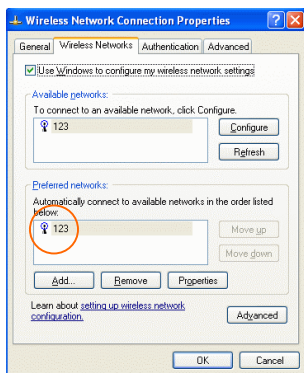 Wireless Network Connection Properties
General Wireless Networks Authentication Advanced
Use Windows to configure my wireless network settings
Available networks:
To connect to an available network, click Configure.
123
Configure
Refresh
Preferred networks:
Automatically connect to available networks in the order listed
below:
123
Move up
Move down
Add... Remove Properties
Learn about setting up wireless network
configuration.
Advanced
OK Cancel